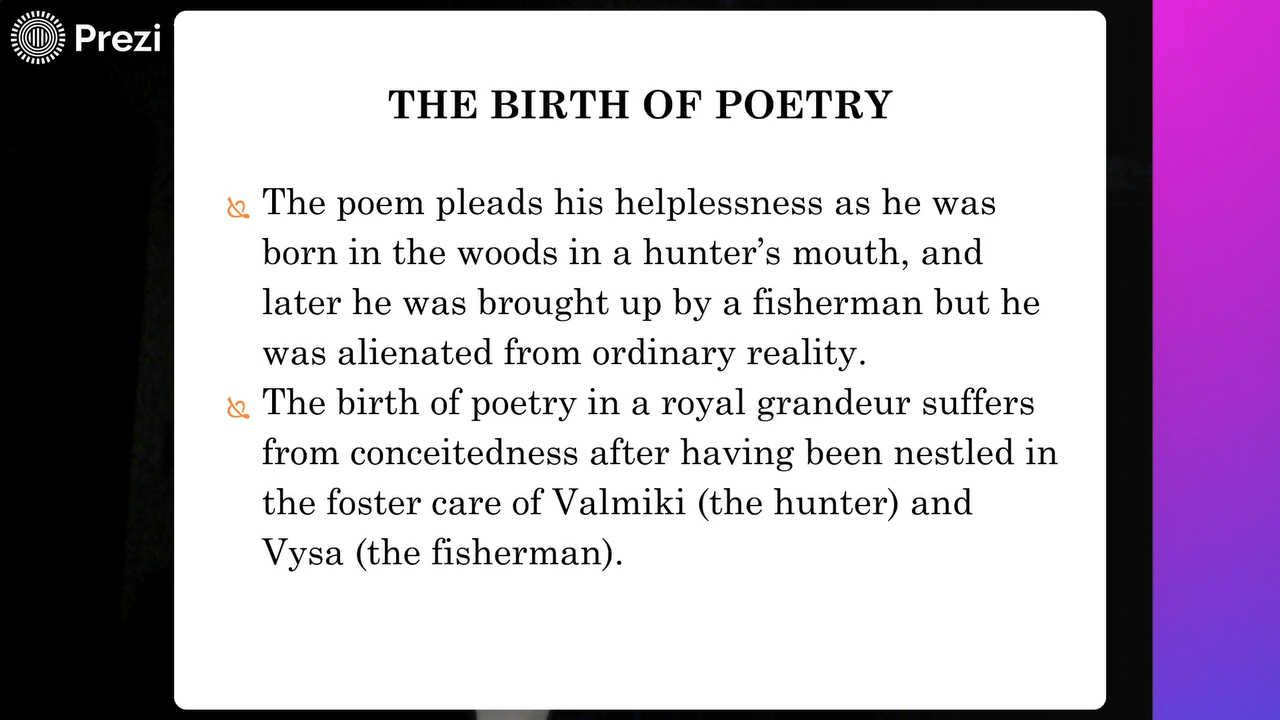 Prezi
THE BIRTH OF POETRY
The poem pleads his helplessness as he was
born in the woods in a hunter’s mouth, and
later he was brought up by a fisherman but he
was alienated from ordinary reality.
The birth of poetry in a royal grandeur suffers
from conceitedness after having been nestled in
the foster care of Valmiki (the hunter) and
Vysa (the fisherman).